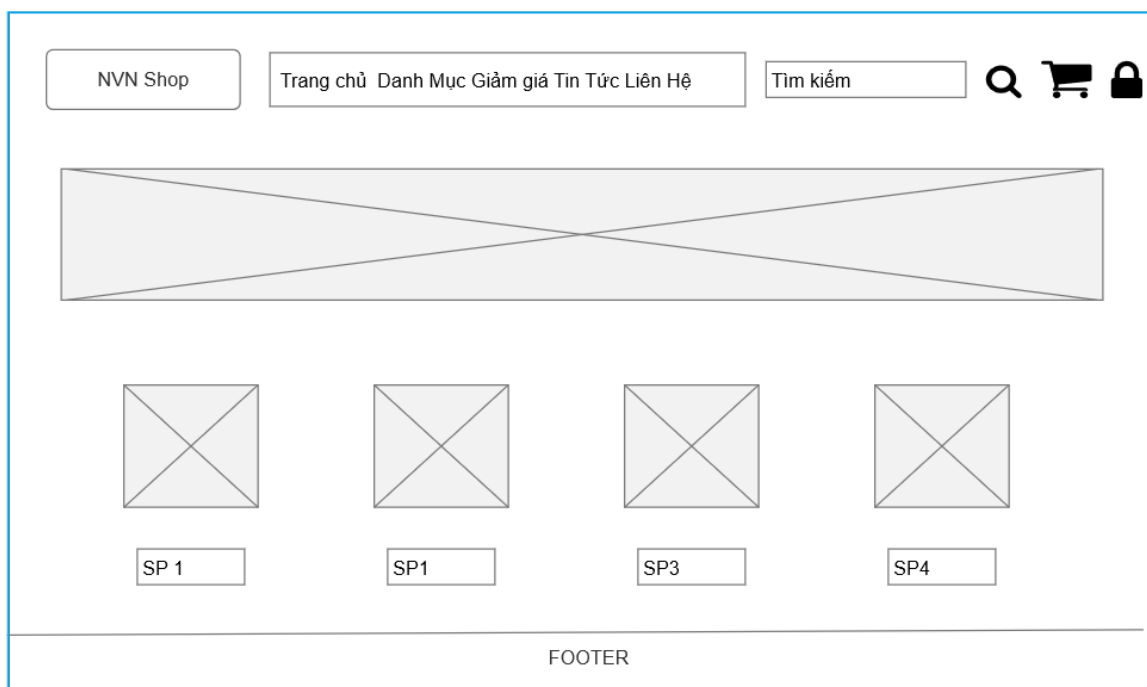 NVN Shop
Trang chủ  Danh Mục Giảm giá Tin Tức Liên Hệ
Tìm kiếm
SP 1
SP1
SP3
SP4
FOOTER